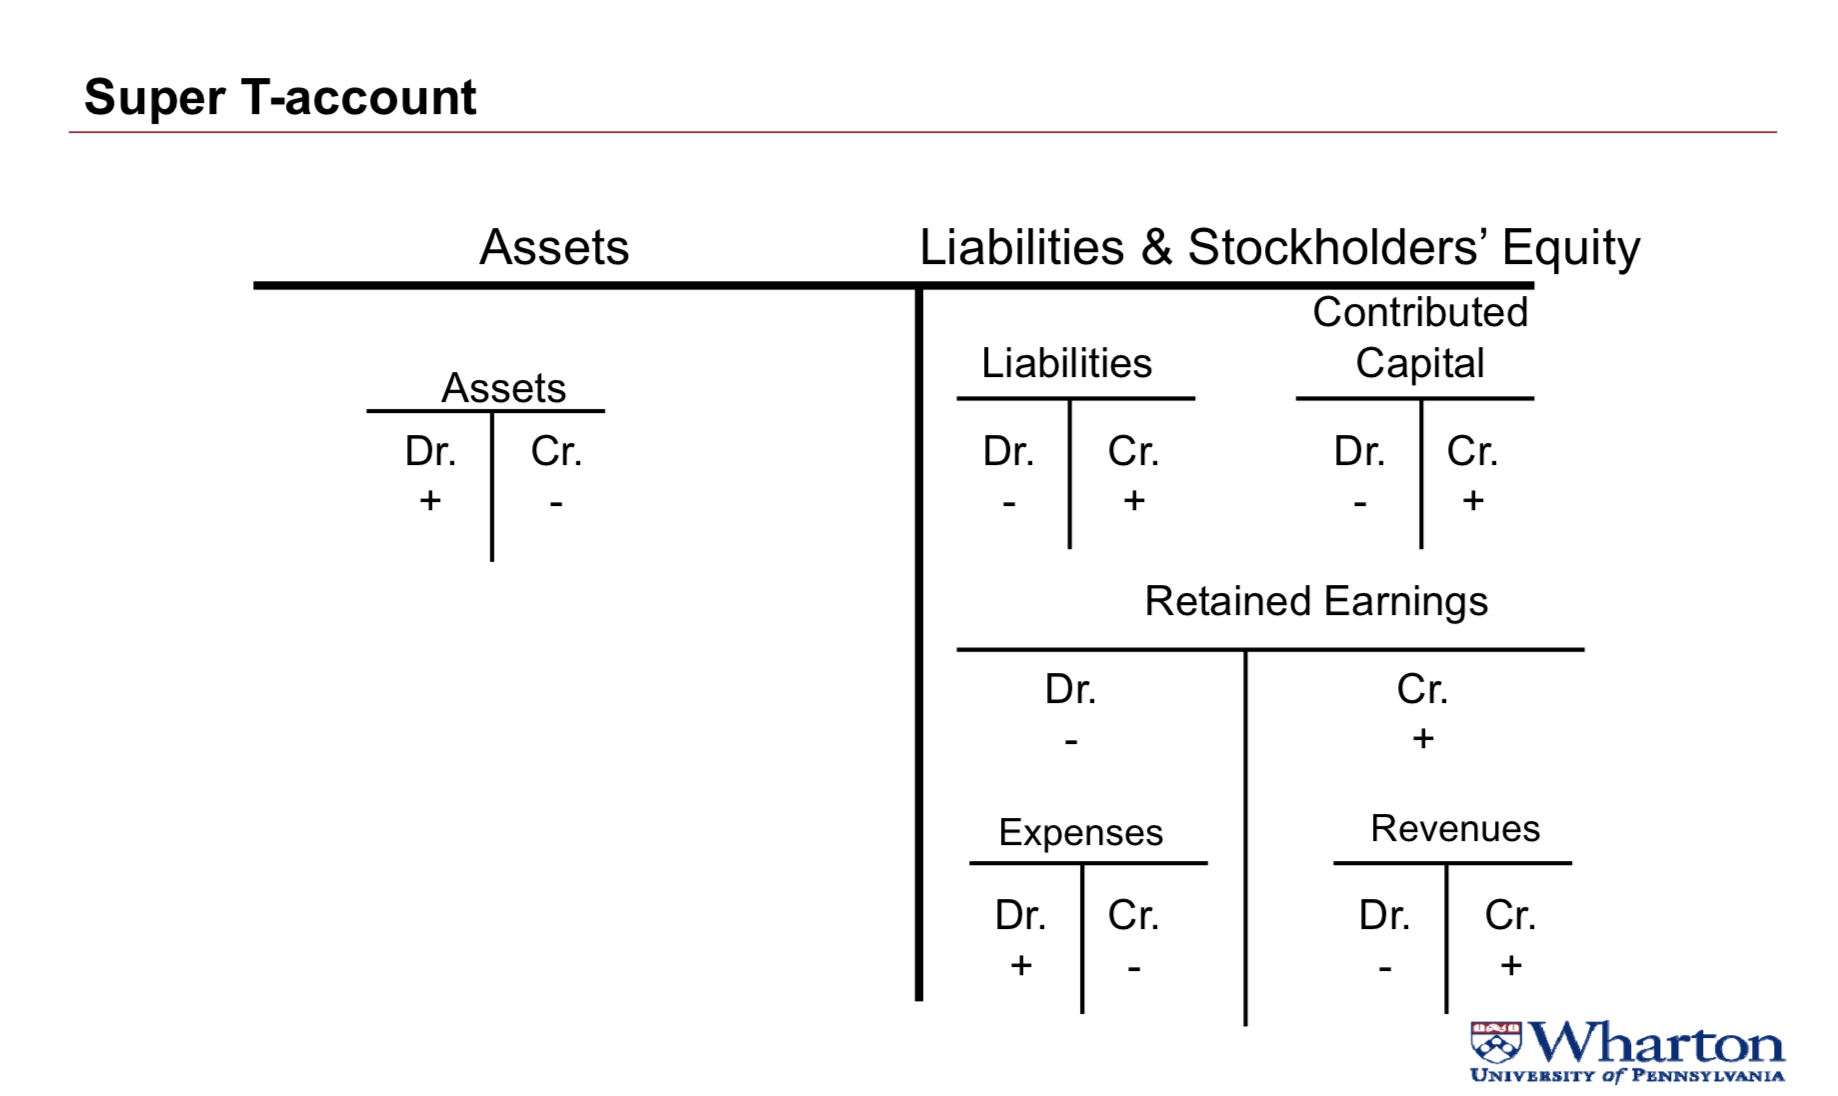 Super T-account
Assets
Liabilities & Stockholders’ Equity
Assets
Dr. Cr.
+ -
Liabilities
Dr. Cr.
- +
Contributed
Capital
Dr. Cr.
- +
Retained Earnings
Dr. Cr.
- +
Expenses
Dr. Cr.
+ -
Revenues
Dr. Cr.
- +
Wharton
UNIVERSITY of PENNSYLVANIA